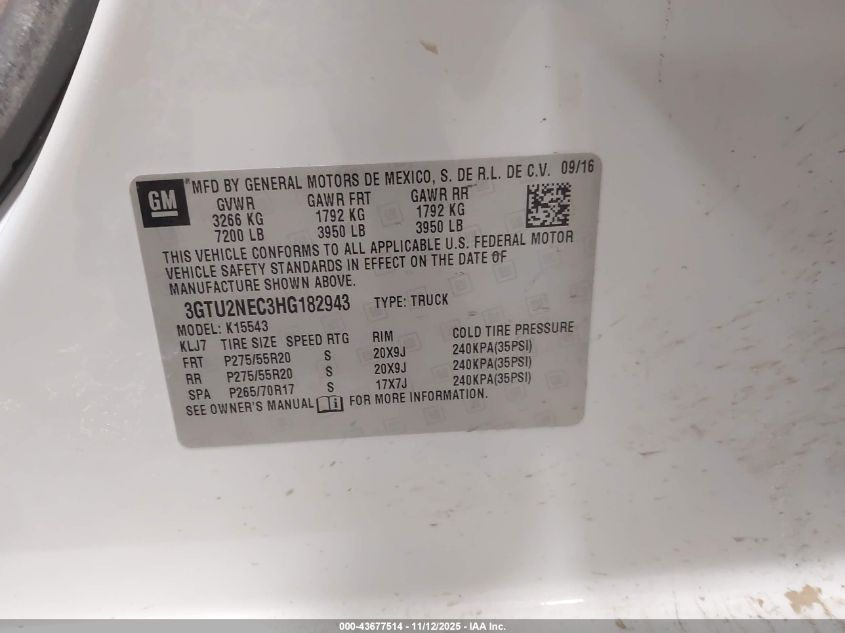 GM MFD BY GENERAL MOTORS DE MEXICO, S. DE R.L. DE C.V. 09/16
GVWR GAWR FRT GAWR RR
3266 KG 1792 KG 1792 KG
7200 LB 3950 LB 3950 LB
THIS VEHICLE CONFORMS TO ALL APPLICABLE U.S. FEDERAL MOTOR
VEHICLE SAFETY STANDARDS IN EFFECT ON THE DATE OF
MANUFACTURE SHOWN ABOVE.
3GTU2NEC3HG182943 TYPE: TRUCK
MODEL: K15543
KLJ7 TIRE SIZE SPEED RTG RIM COLD TIRE PRESSURE
FRT P275/55R20 S 20X9J 240KPA(35PSI)
RR P275/55R20 S 20X9J 240KPA(35PSI)
SPA P265/70R17 S 17X7J 240KPA(35PSI)
SEE OWNER'S MANUAL FOR MORE INFORMATION.
000-43677514 - 11/12/2025 - IAA Inc.